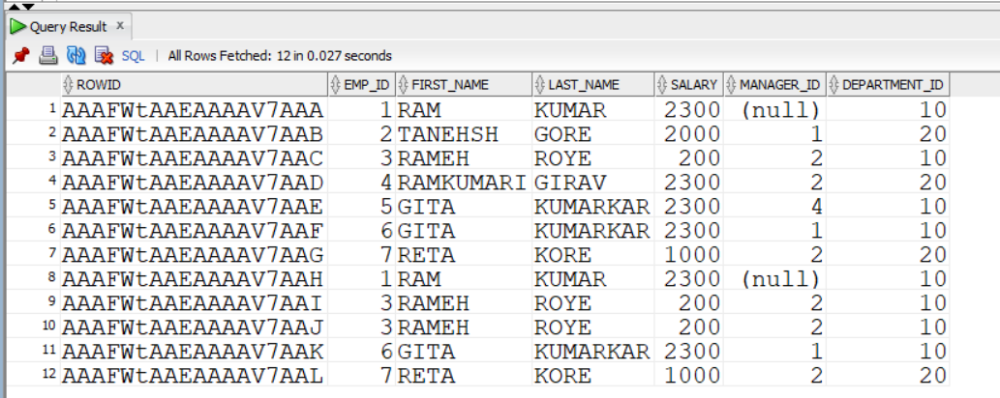 Query Result x
SQL | All Rows Fetched: 12 in 0.027 seconds
ROWID EMP_ID FIRST_NAME LAST_NAME SALARY MANAGER_ID DEPARTMENT_ID
1 AAAFWtAAEAAAAV7AAA 1 RAM KUMAR 2300 (null) 10
2 AAAFWtAAEAAAAV7AAB 2 TANEHSH GORE 2000 1 20
3 AAAFWtAAEAAAAV7AAC 3 RAMEH ROYE 200 2 10
4 AAAFWtAAEAAAAV7AAD 4 RAMKUMARI GIRAV 2300 2 20
5 AAAFWtAAEAAAAV7AAE 5 GITA KUMARKAR 2300 4 10
6 AAAFWtAAEAAAAV7AAF 6 GITA KUMARKAR 2300 1 10
7 AAAFWtAAEAAAAV7AAG 7 RETA KORE 1000 2 20
8 AAAFWtAAEAAAAV7AAH 1 RAM KUMAR 2300 (null) 10
9 AAAFWtAAEAAAAV7AAI 3 RAMEH ROYE 200 2 10
10 AAAFWtAAEAAAAV7AAJ 3 RAMEH ROYE 200 2 10
11 AAAFWtAAEAAAAV7AAK 6 GITA KUMARKAR 2300 1 10
12 AAAFWtAAEAAAAV7AAL 7 RETA KORE 1000 2 20